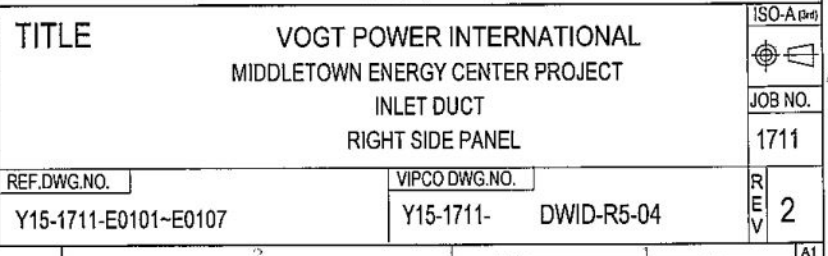 TITLE
VOGT POWER INTERNATIONAL
MIDDLETOWN ENERGY CENTER PROJECT
INLET DUCT
RIGHT SIDE PANEL
ISO-A (3rd)
JOB NO.
1711
REF.DWG.NO.
Y15-1711-E0101~E0107
VIPCO DWG.NO.
Y15-1711- DWID-R5-04
REV 2
1
A1